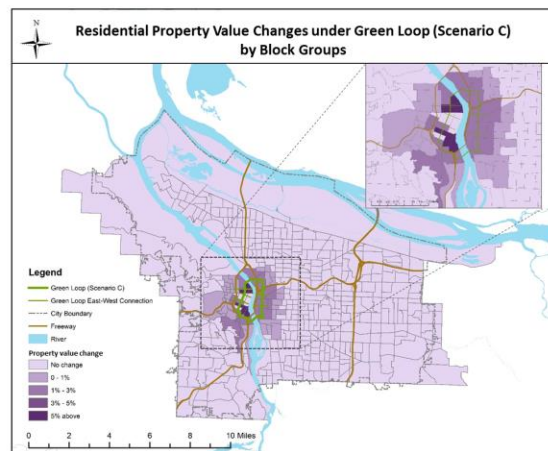 N
Residential Property Value Changes under Green Loop (Scenario C)
by Block Groups
Legend
Green Loop (Scenario C)
Green Loop East-West Connection
City Boundary
Freeway
River
Property value change
No change
0 - 1%
1% - 3%
3% - 5%
5% above
0 2 4 6 8 10 Miles